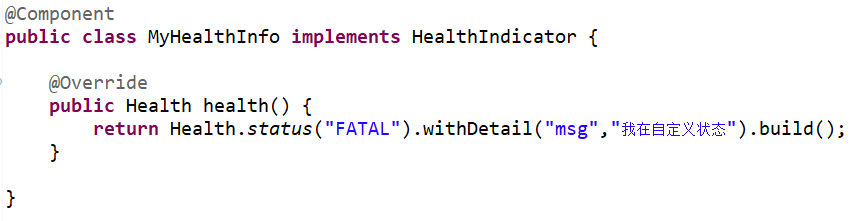 @Component
public class MyHealthInfo implements HealthIndicator {
@Override
public Health health() {
return Health.status("FATAL").withDetail("msg","我在自定义状态").build();
}
}